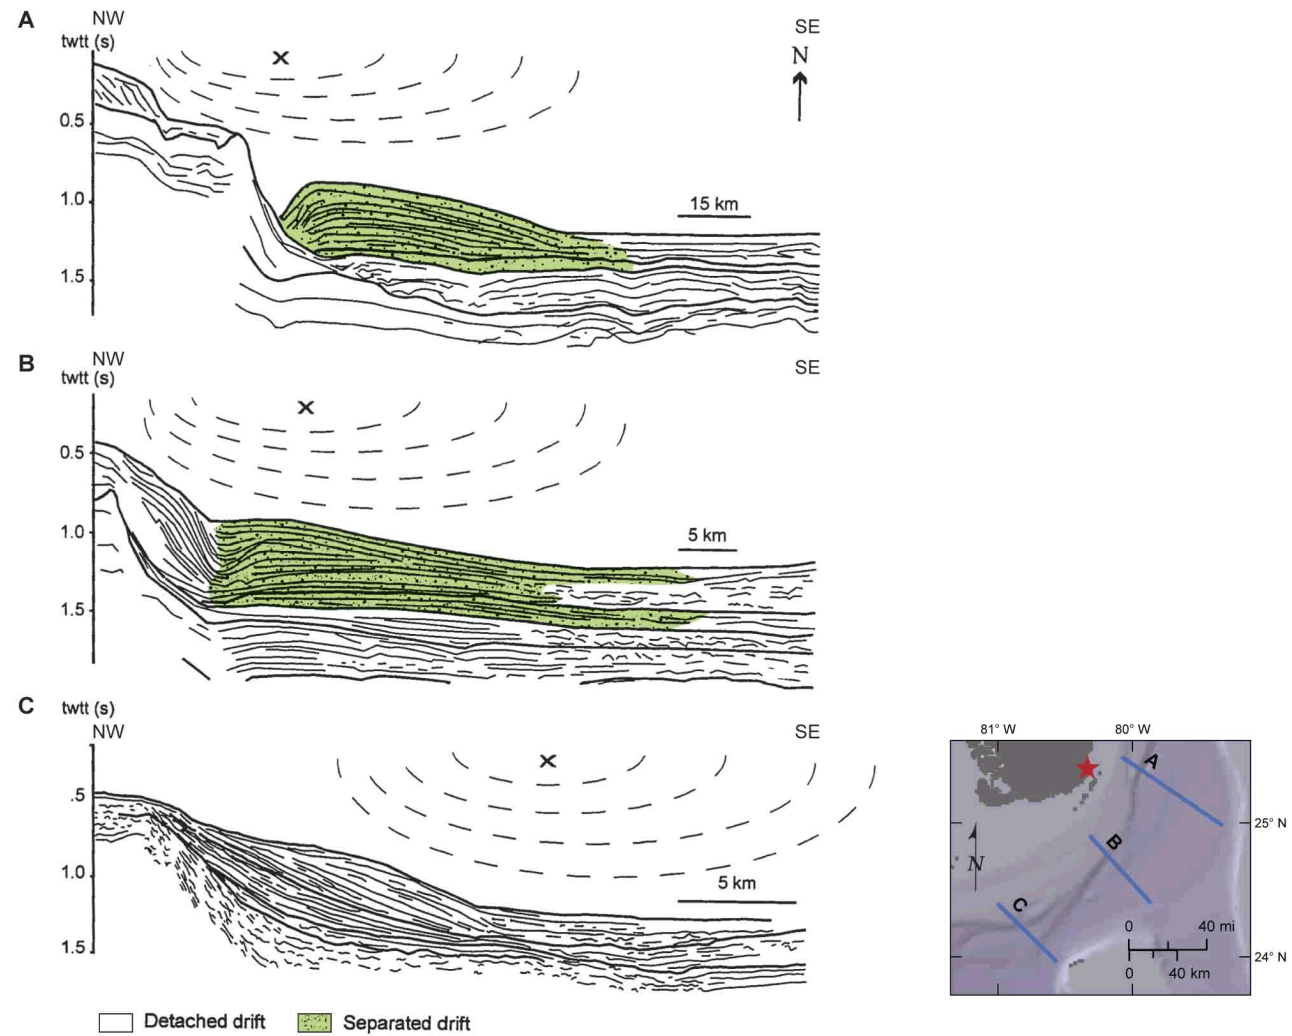 A
NW
SE
twtt (s)
N
0.5
1.0
15 km
1.5
B
NW
SE
twtt (s)
0.5
1.0
5 km
1.5
C
twtt (s)
NW
SE
.5
1.0
5 km
1.5
Detached drift
Separated drift
81° W
80° W
A
25° N
B
N
C
0
40 mi
0
40 km
24° N